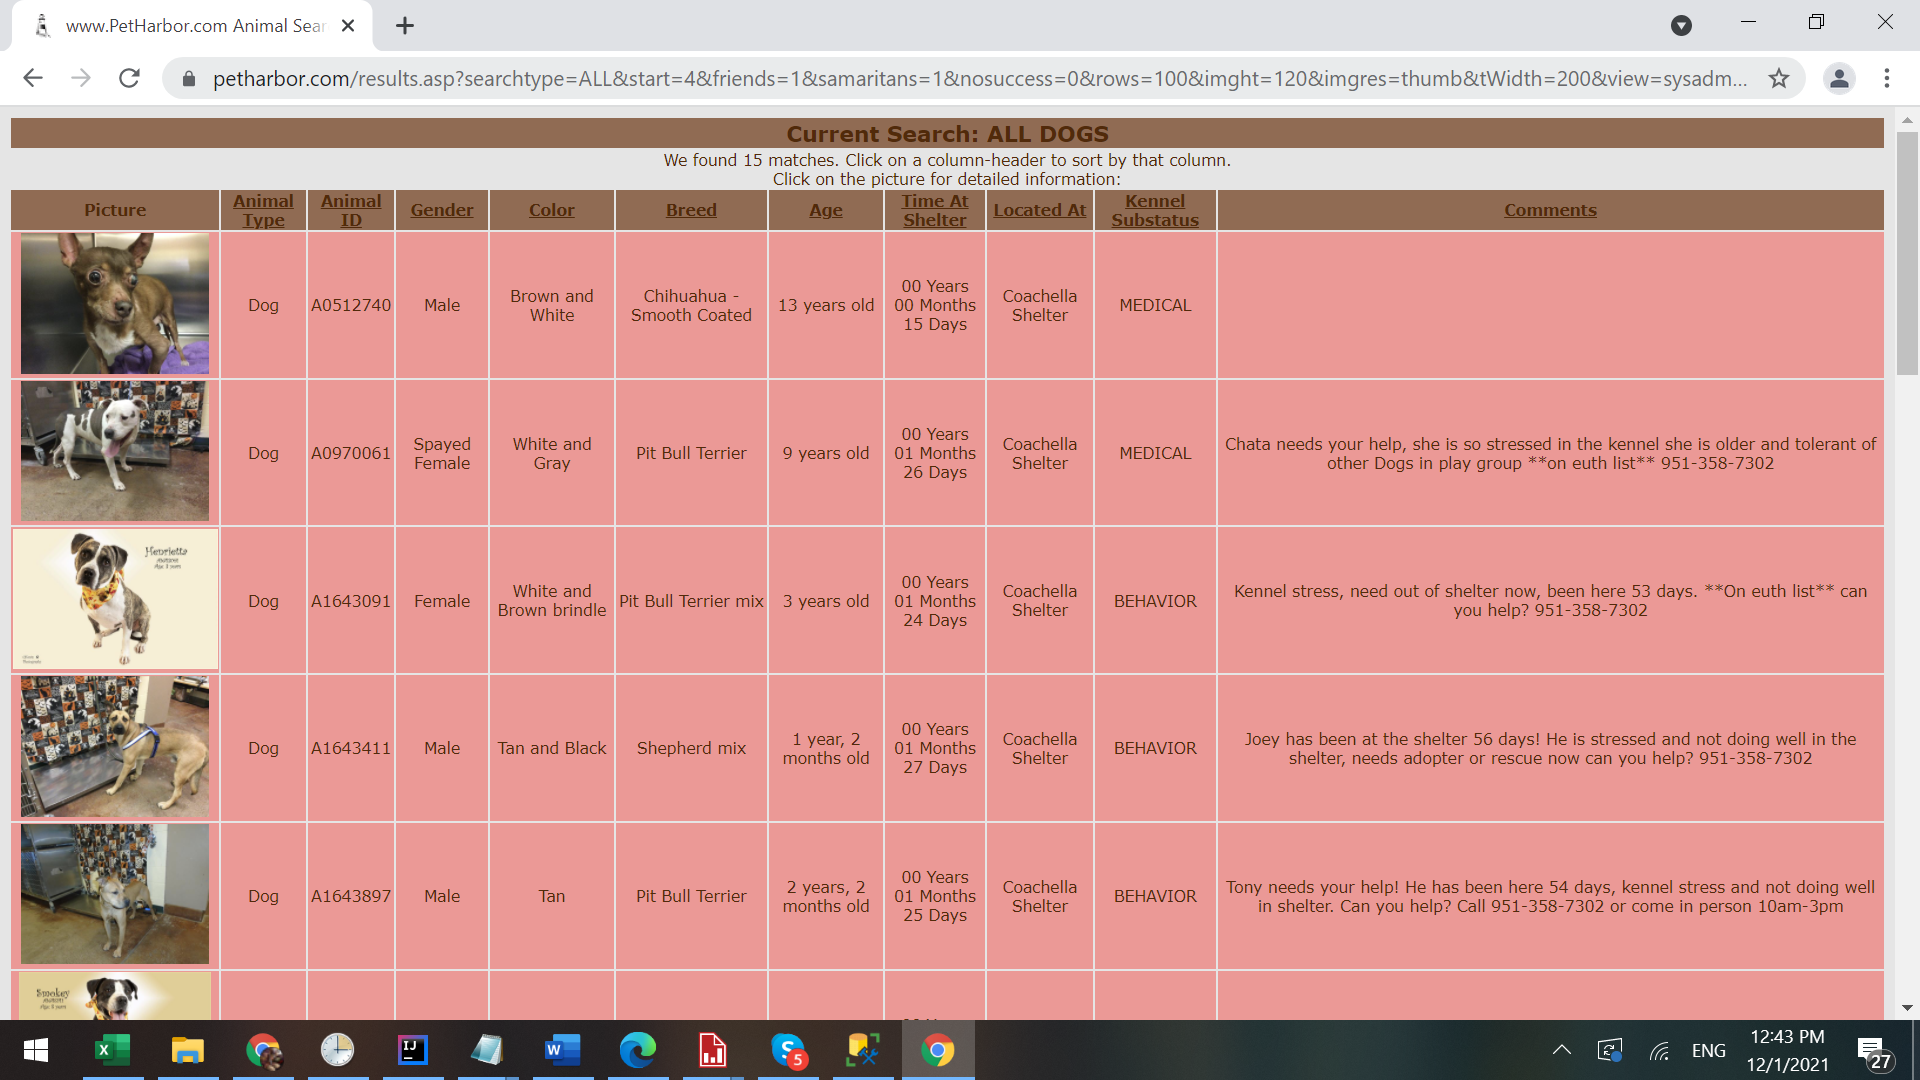 www.PetHarbor.com Animal Sear
petharbor.com/results.asp?searchtype=ALL&start=4&friends=1&samaritans=1&nosuccess=0&rows=100&imght=120&imgres=thumb&tWidth=200&view=sysadm...
Current Search: ALL DOGS
We found 15 matches. Click on a column-header to sort by that column.
Click on the picture for detailed information:
Picture
Animal
Type
Animal
ID
Gender
Color
Breed
Age
Time At
Shelter
Located At
Kennel
Substatus
Comments
Dog
A0512740
Male
Brown and
White
Chihuahua -
Smooth Coated
13 years old
00 Years
00 Months
15 Days
Coachella
Shelter
MEDICAL
Dog
A0970061
Spayed
Female
White and
Gray
Pit Bull Terrier
9 years old
00 Years
01 Months
26 Days
Coachella
Shelter
MEDICAL
Chata needs your help, she is so stressed in the kennel she is older and tolerant of
other Dogs in play group **on euth list** 951-358-7302
Henrietta
Dog
A1643091
Female
White and
Brown brindle
Pit Bull Terrier mix
3 years old
00 Years
01 Months
24 Days
Coachella
Shelter
BEHAVIOR
Kennel stress, need out of shelter now, been here 53 days. **On euth list** can
you help? 951-358-7302
Dog
A1643411
Male
Tan and Black
Shepherd mix
1 year, 2
months old
00 Years
01 Months
27 Days
Coachella
Shelter
BEHAVIOR
Joey has been at the shelter 56 days! He is stressed and not doing well in the
shelter, needs adopter or rescue now can you help? 951-358-7302
Dog
A1643897
Male
Tan
Pit Bull Terrier
2 years, 2
months old
00 Years
01 Months
25 Days
Coachella
Shelter
BEHAVIOR
Tony needs your help! He has been here 54 days, kennel stress and not doing well
in shelter. Can you help? Call 951-358-7302 or come in person 10am-3pm
Smokey
X
IJ
W
S
5
ENG
12:43 PM
12/1/2021
27